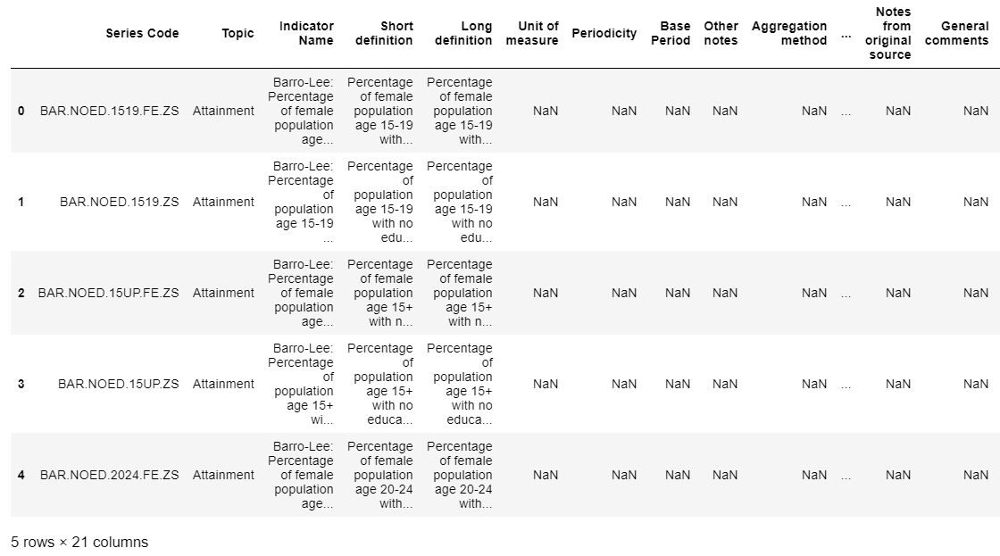 Series Code Topic Indicator Name Short definition Long definition Unit of measure Periodicity Base Period Other notes Aggregation method ... Notes from original source General comments
0 BAR.NOED.1519.FE.ZS Attainment Barro-Lee: Percentage of female population age... Percentage of female population age 15-19 with... Percentage of female population age 15-19 with... NaN NaN NaN NaN NaN ... NaN NaN
1 BAR.NOED.1519.ZS Attainment Barro-Lee: Percentage of population age 15-19 ... Percentage of population age 15-19 with no edu... Percentage of population age 15-19 with no edu... NaN NaN NaN NaN NaN ... NaN NaN
2 BAR.NOED.15UP.FE.ZS Attainment Barro-Lee: Percentage of female population age... Percentage of female population age 15+ with n... Percentage of female population age 15+ with n... NaN NaN NaN NaN NaN ... NaN NaN
3 BAR.NOED.15UP.ZS Attainment Barro-Lee: Percentage of population age 15+ wi... Percentage of population age 15+ with no educa... Percentage of population age 15+ with no educa... NaN NaN NaN NaN NaN ... NaN NaN
4 BAR.NOED.2024.FE.ZS Attainment Barro-Lee: Percentage of female population age... Percentage of female population age 20-24 with... Percentage of female population age 20-24 with... NaN NaN NaN NaN NaN ... NaN NaN
5 rows × 21 columns